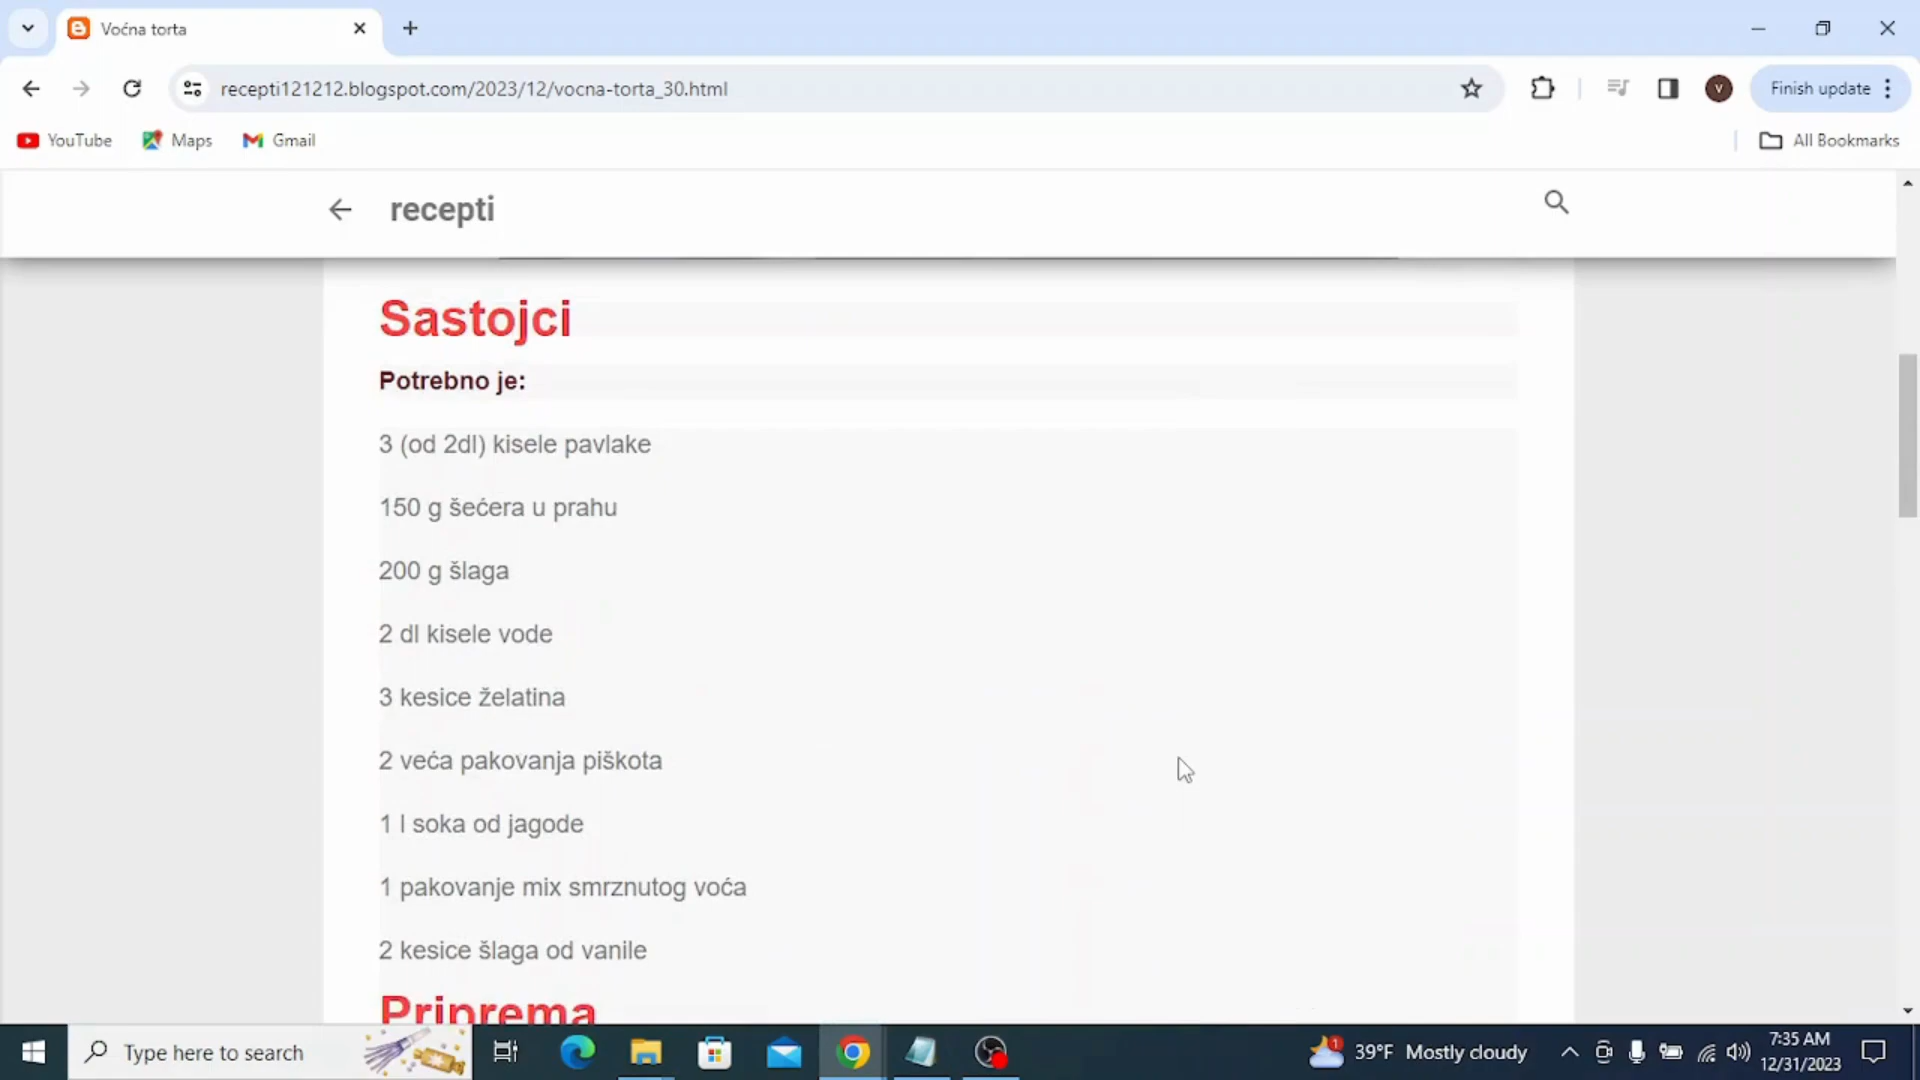 Voćna torta
recepti121212.blogspot.com/2023/12/vocna-torta_30.html
V
Finish update
YouTube
Maps
Gmail
All Bookmarks
recepti
Sastojci
Potrebno je:
3 (od 2dl) kisele pavlake
150 g šećera u prahu
200 g šlaga
2 dl kisele vode
3 kesice želatina
2 veća pakovanja piškota
1 l soka od jagode
1 pakovanje mix smrznutog voća
2 kesice šlaga od vanile
Priprema
Type here to search
1
39°F Mostly cloudy
7:35 AM
12/31/2023